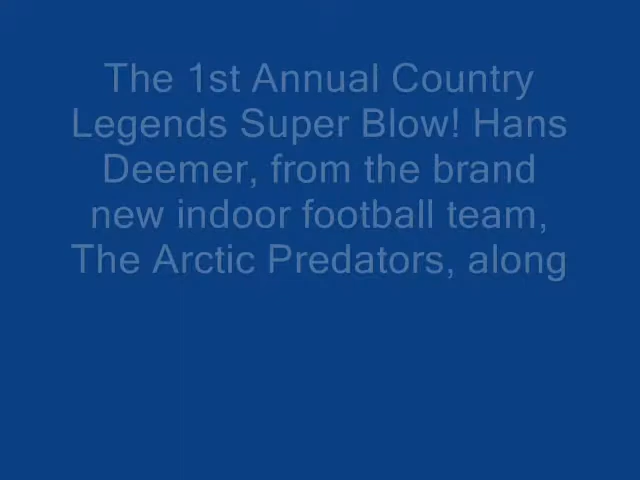 The 1st Annual Country
Legends Super Blow! Hans
Deemer, from the brand
new indoor football team,
The Arctic Predators, along